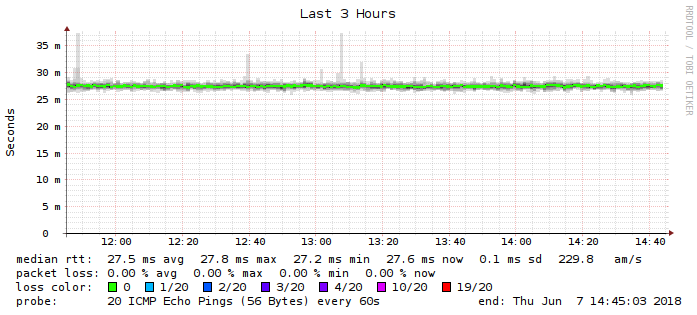 Last 3 Hours
RRDTOOL / TOBI OETIKER
Seconds
35 m
30 m
25 m
20 m
15 m
10 m
5 m
0
12:00 12:20 12:40 13:00 13:20 13:40 14:00 14:20 14:40
median rtt: 27.5 ms avg 27.8 ms max 27.2 ms min 27.6 ms now 0.1 ms sd 229.8 am/s
packet loss: 0.00 % avg 0.00 % max 0.00 % min 0.00 % now
loss color: 0 1/20 2/20 3/20 4/20 10/20 19/20
probe: 20 ICMP Echo Pings (56 Bytes) every 60s end: Thu Jun 7 14:45:03 2018